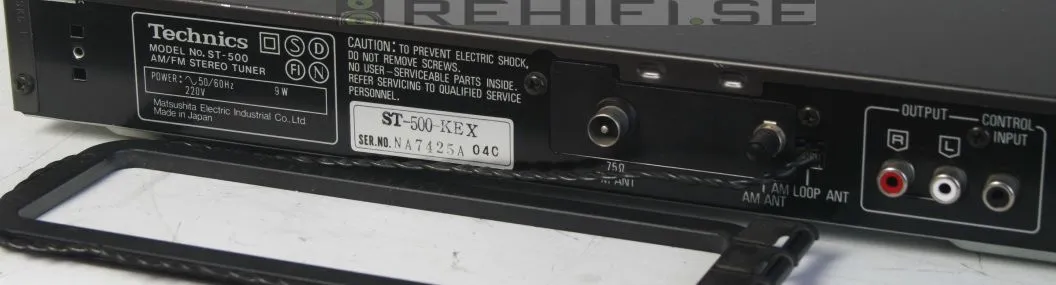 REHIFI.SE
Technics
S D
MODEL No. ST-500
AM/FM STEREO TUNER
FI N
POWER: 50/60Hz 9W
220V
Matsushita Electric Industrial Co., Ltd
Made in Japan
CAUTION: TO PREVENT ELECTRIC SHOCK,
DO NOT REMOVE SCREWS.
NO USER-SERVICEABLE PARTS INSIDE.
REFER SERVICING TO QUALIFIED SERVICE
PERSONNEL.
ST-500-KEX
SER.NO. NA7425A 04C
75Ω
ANT
AM LOOP ANT
AM ANT
OUTPUT
CONTROL
INPUT
R L